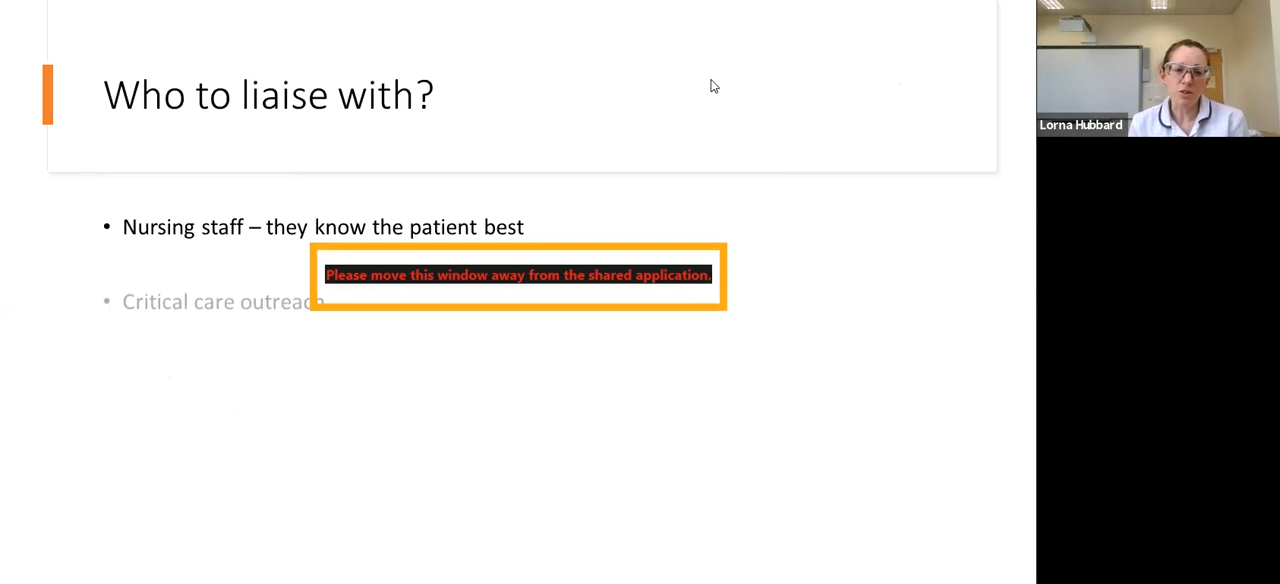 Who to liaise with?
Lorna Hubbard
• Nursing staff – they know the patient best
Please move this window away from the shared application.
• Critical care outreach